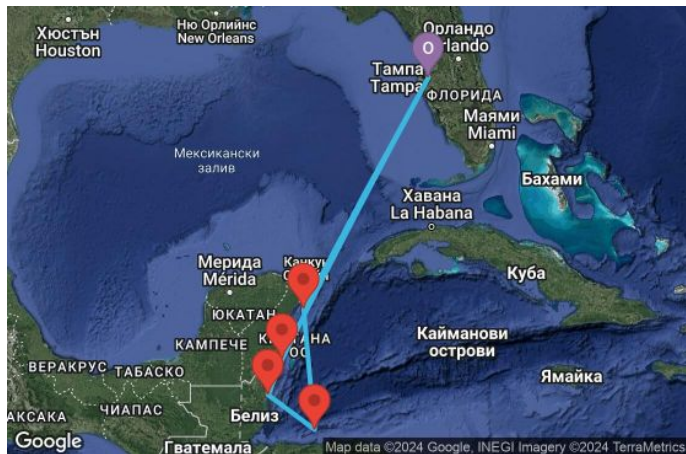 Хюстън
Houston
Ню Орлийнс
New Orleans
Орландо
Orlando
O
Тампа
Tampa
ФЛОРИДА
Маями
Miami
Мексикански
залив
Бахами
Хавана
La Habana
Мерида
Mérida
Канкун
Куба
ЮКАТАН
КАМПЕЧЕ
Кайманови
острови
ВЕРАКРУС
ТАБАСКО
Ямайка
ЧИАПАС
Белиз
Гватемала
Google
Map data ©2024 Google, INEGI Imagery ©2024 TerraMetrics